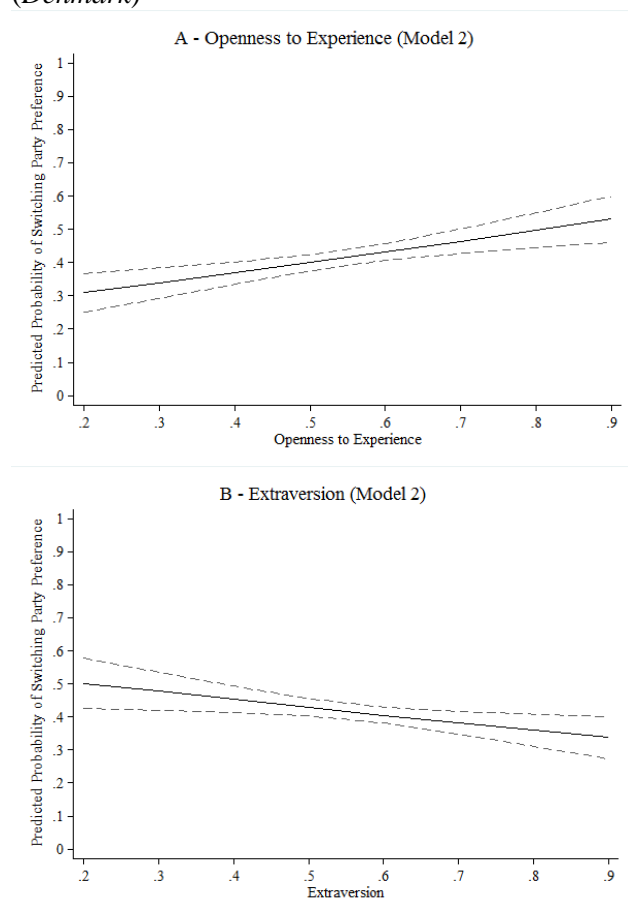 (Denmark)
A - Openness to Experience (Model 2)
Predicted Probability of Switching Party Preference
1
.9
.8
.7
.6
.5
.4
.3
.2
.1
0
.2 .3 .4 .5 .6 .7 .8 .9
Openness to Experience
B - Extraversion (Model 2)
Predicted Probability of Switching Party Preference
1
.9
.8
.7
.6
.5
.4
.3
.2
.1
0
.2 .3 .4 .5 .6 .7 .8 .9
Extraversion